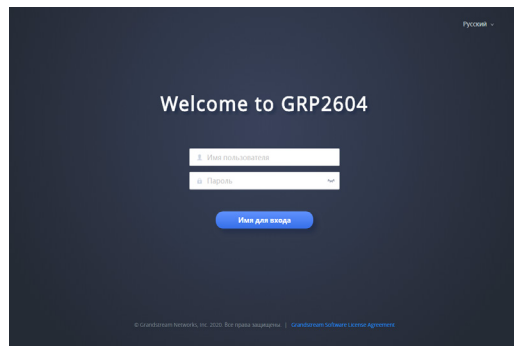 Русский
Welcome to GRP2604
Имя пользователя
Пароль
Имя для входа
© Grandstream Networks, Inc. 2020. Все права защищены. | Grandstream Software License Agreement